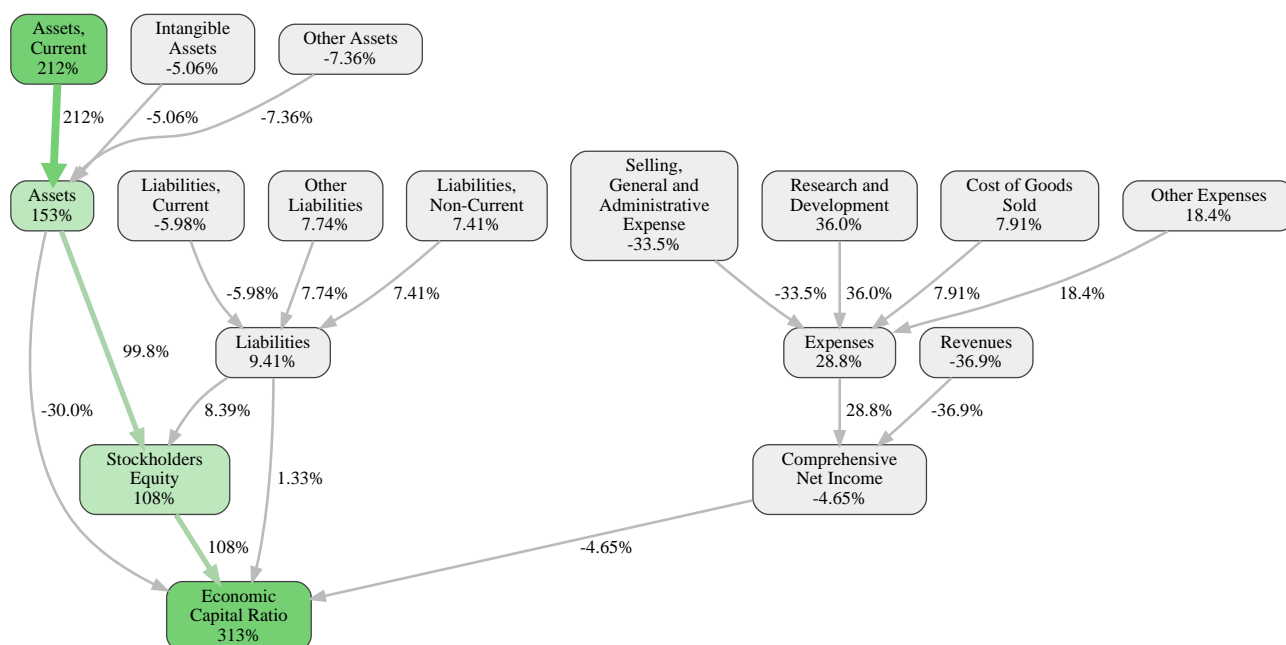 Assets,
Current
212%
Intangible
Assets
-5.06%
Other Assets
-7.36%
212%
-5.06%
-7.36%
Assets
153%
Liabilities,
Current
-5.98%
Other
Liabilities
7.74%
Liabilities,
Non-Current
7.41%
Selling,
General and
Administrative
Expense
-33.5%
Research and
Development
36.0%
Cost of Goods
Sold
7.91%
Other Expenses
18.4%
99.8%
-5.98%
7.74%
7.41%
-33.5%
36.0%
7.91%
18.4%
Liabilities
9.41%
Expenses
28.8%
Revenues
-36.9%
-30.0%
8.39%
1.33%
28.8%
-36.9%
Stockholders
Equity
108%
Comprehensive
Net Income
-4.65%
108%
-4.65%
Economic
Capital Ratio
313%